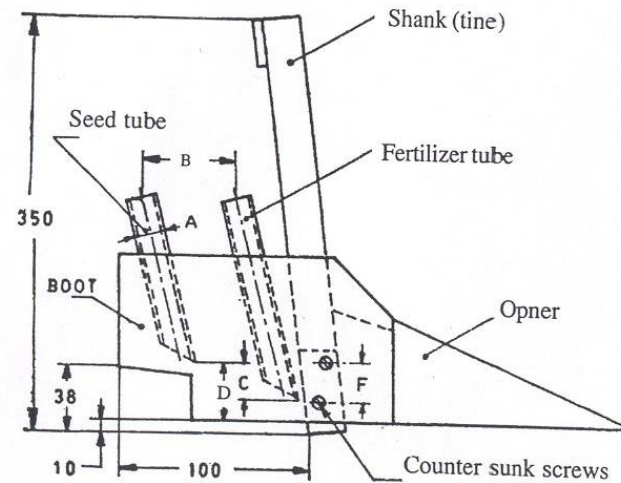 Shank (tine)
Seed tube
B
Fertilizer tube
A
350
BOOT
Opner
C
F
D
38
10
100
Counter sunk screws